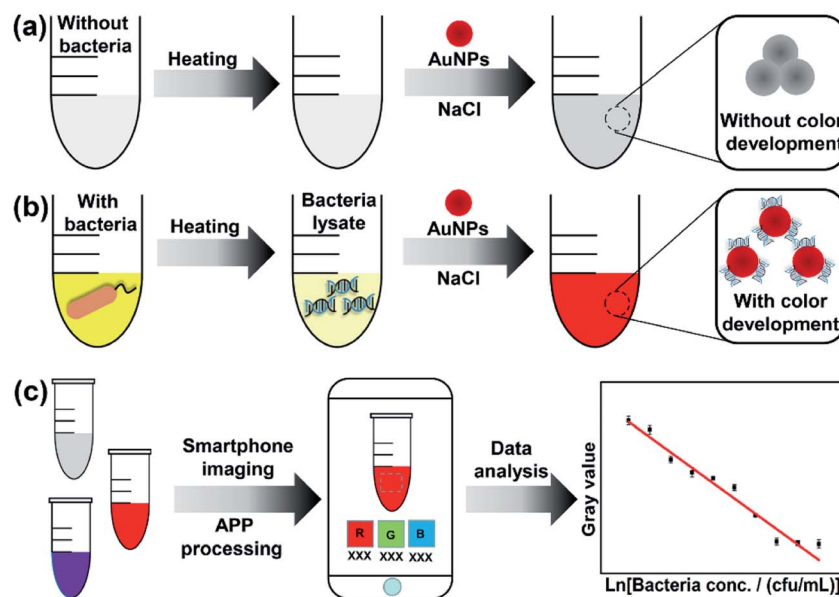 (a)
Without
bacteria
Heating
AuNPs
NaCl
Without color
development
(b)
With
bacteria
Heating
Bacteria
lysate
AuNPs
NaCl
With color
development
(c)
Smartphone
imaging
APP
processing
R G B
XXX XXX XXX
Data
analysis
Gray value
Ln[Bacteria conc. / (cfu/mL)]